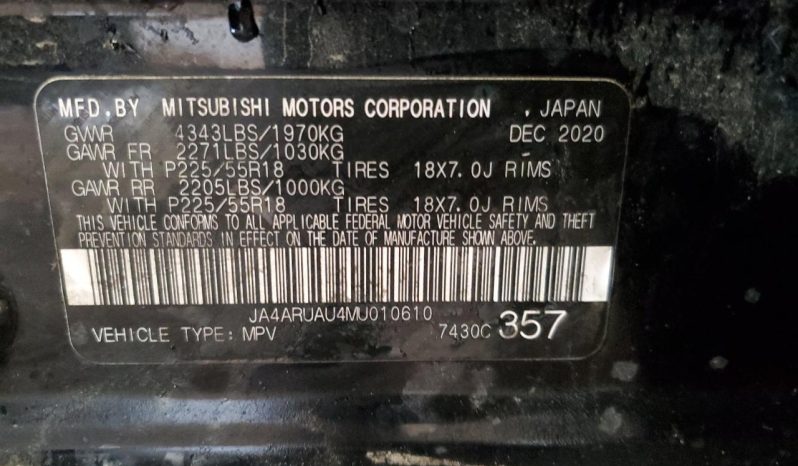 MFD. BY MITSUBISHI MOTORS CORPORATION , JAPAN
GVWR 4343LBS/1970KG DEC 2020
GAWR FR 2271LBS/1030KG
WITH P225/55R18 TIRES 18X7.0J RIMS
GAWR RR 2205LBS/1000KG
WITH P225/55R18 TIRES 18X7.0J RIMS
THIS VEHICLE CONFORMS TO ALL APPLICABLE FEDERAL MOTOR VEHICLE SAFETY AND THEFT
PREVENTION STANDARDS IN EFFECT ON THE DATE OF MANUFACTURE SHOWN ABOVE.
JA4ARUAU4MU010610
VEHICLE TYPE: MPV 7430C 357